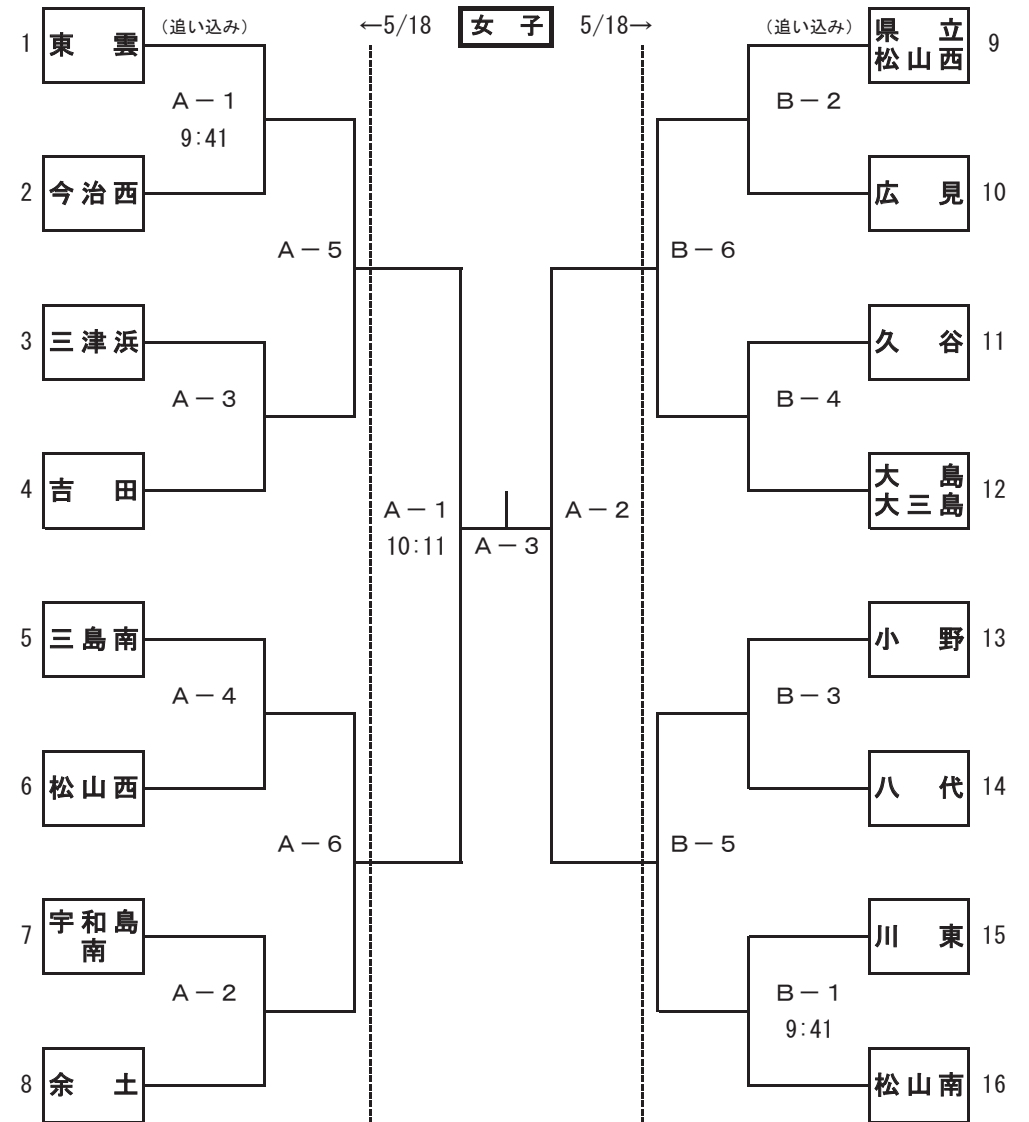 ←5/18 女 子 5/18→
1 東 雲
(追い込み)
A-1
9:41
2 今治西
A-5
3 三津浜
A-3
4 吉 田
A-1
10:11
5 三島南
A-4
6 松山西
A-6
7 宇和島
南
A-2
8 余 土
A-3
(追い込み)
県 立
松山西 9
B-2
広 見 10
B-6
久 谷 11
B-4
大 島
大三島 12
A-2
小 野 13
B-3
八 代 14
B-5
川 東 15
B-1
9:41
松山南 16